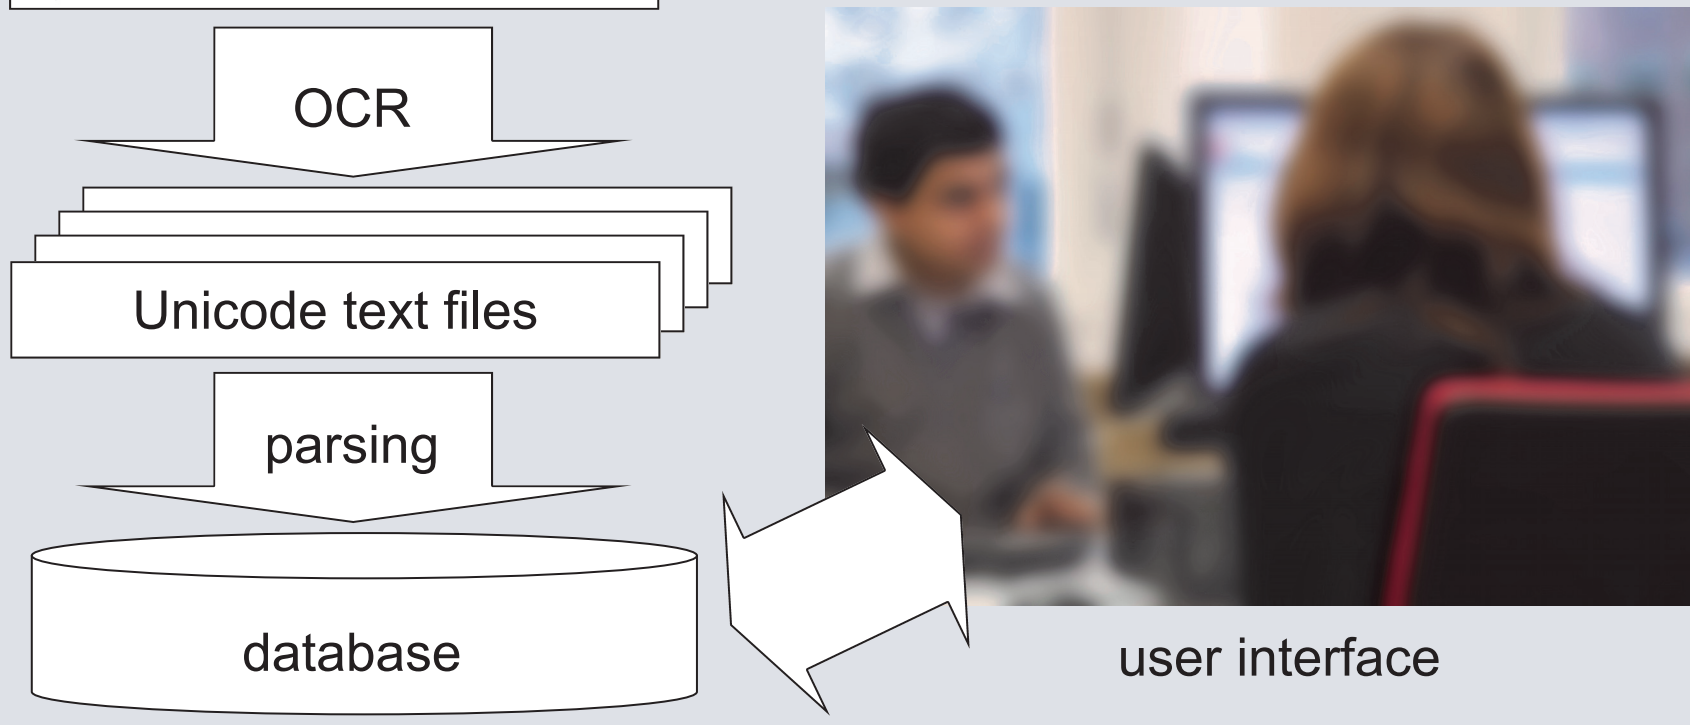 OCR
Unicode text files
parsing
database
user interface